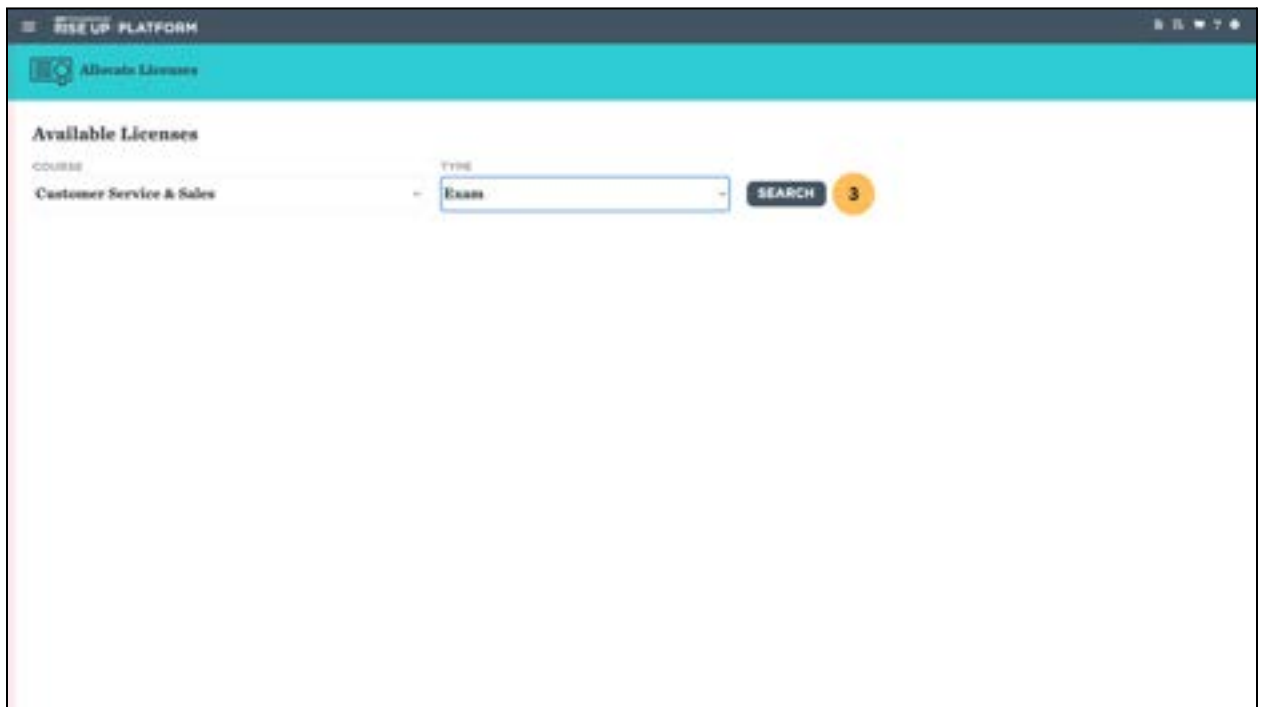 RISE UP PLATFORM
?
Allocate Licenses
Available Licenses
COURSE
TYPE
Customer Service & Sales
Exam
SEARCH
3